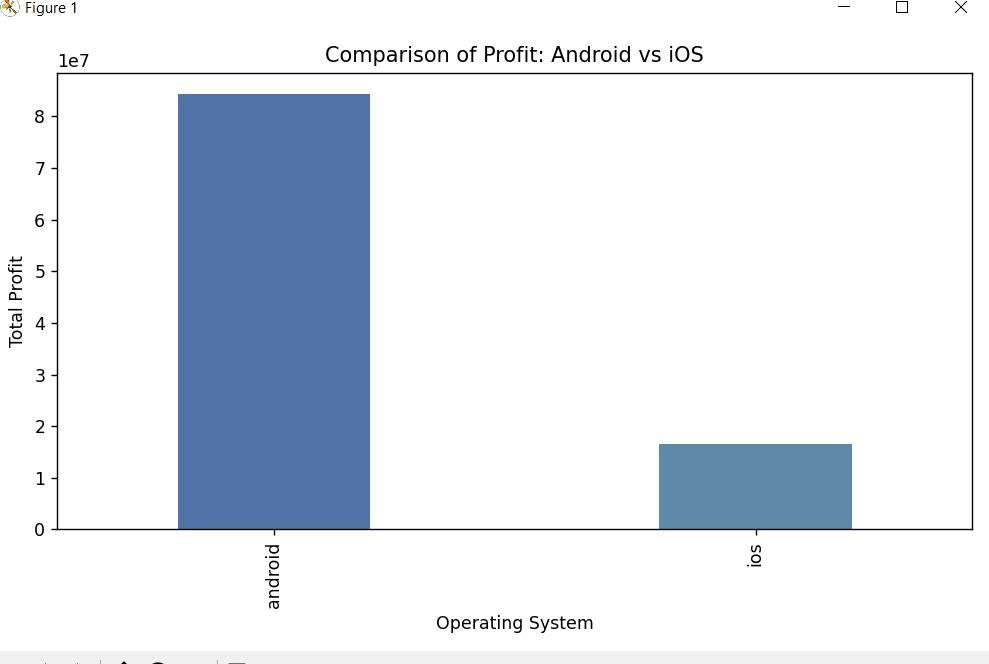 Figure 1
Comparison of Profit: Android vs iOS
1e7
8
7
6
5
4
3
2
1
0
Total Profit
android
ios
Operating System